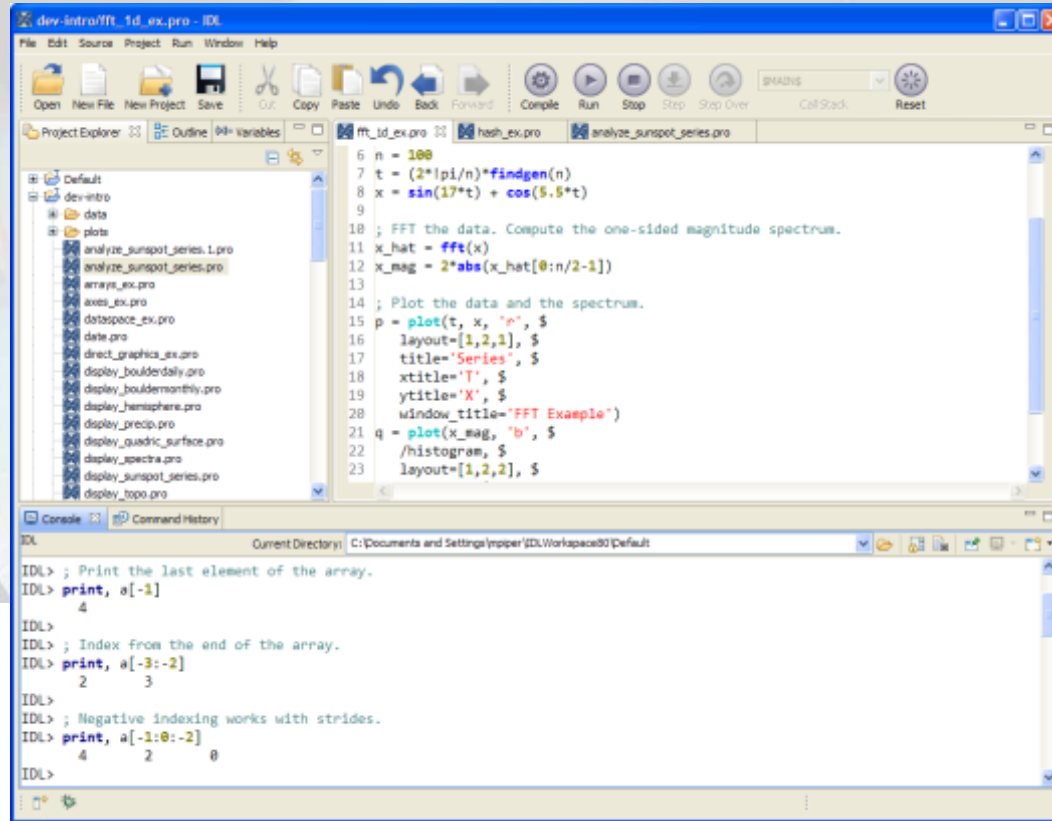 dev-intro/fft_1d_ex.pro - IDL
File Edit Source Project Run Window Help
Open New File New Project Save Cut Copy Paste Undo Back Forward Compile Run Stop Step Step Over Call Stack Reset
$MAIN$
Project Explorer Outline Variables
fft_1d_ex.pro hash_ex.pro analyze_sunspot_series.pro
Default
dev-intro
data
plots
analyze_sunspot_series.1.pro
analyze_sunspot_series.pro
arrays_ex.pro
axes_ex.pro
dataspace_ex.pro
date.pro
direct_graphics_ex.pro
display_boulderdaily.pro
display_bouldermonthly.pro
display_hemisphere.pro
display_precip.pro
display_quadric_surface.pro
display_spectra.pro
display_sunspot_series.pro
display_topo.pro
6 n = 100
7 t = (2*!pi/n)*findgen(n)
8 x = sin(17*t) + cos(5.5*t)
9
10 ; FFT the data. Compute the one-sided magnitude spectrum.
11 x_hat = fft(x)
12 x_mag = 2*abs(x_hat[0:n/2-1])
13
14 ; Plot the data and the spectrum.
15 p = plot(t, x, 'r', $
16 layout=[1,2,1], $
17 title='Series', $
18 xtitle='T', $
19 ytitle='X', $
20 window_title='FFT Example')
21 q = plot(x_mag, 'b', $
22 /histogram, $
23 layout=[1,2,2], $
Console Command History
IDL Current Directory: C:\Documents and Settings\mpiper\IDLWorkspace80\Default
IDL> ; Print the last element of the array.
IDL> print, a[-1]
4
IDL>
IDL> ; Index from the end of the array.
IDL> print, a[-3:-2]
2 3
IDL>
IDL> ; Negative indexing works with strides.
IDL> print, a[-1:0:-2]
4 2 0
IDL>